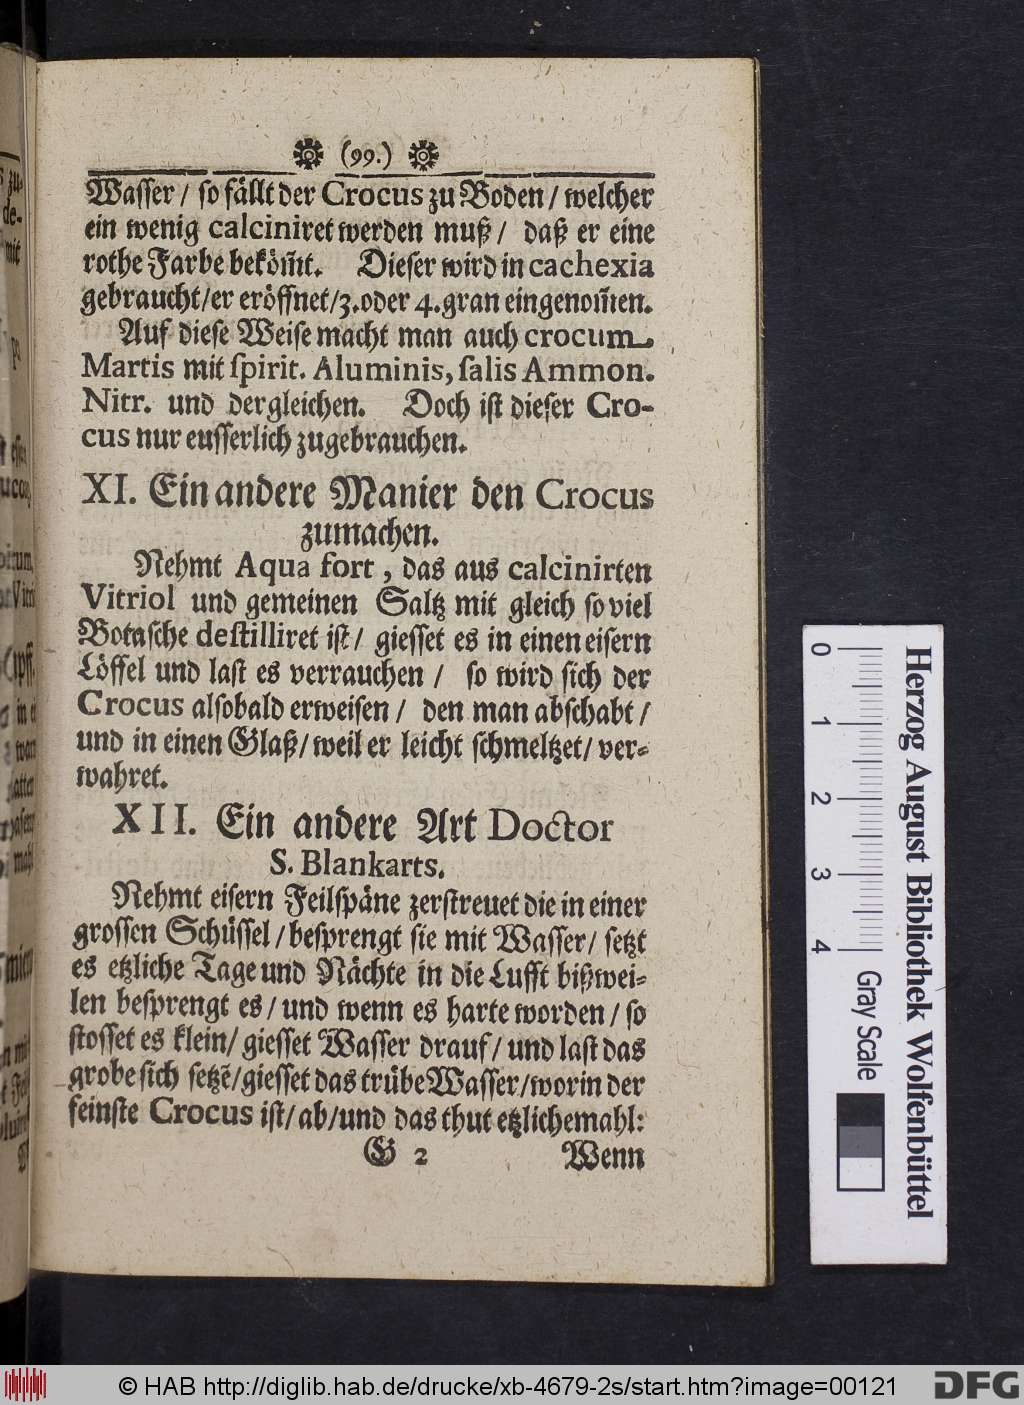 (99.)
Wasser / so fällt der Crocus zu Boden / welcher
ein wenig calciniret werden muß / daß er eine
rothe Farbe beköm̃t. Dieser wird in cachexia
gebraucht/er eröffnet/3.oder 4.gran eingenom̃en.
Auf diese Weise macht man auch crocum
Martis mit spirit. Aluminis, salis Ammon.
Nitr. und dergleichen. Doch ist dieser Cro-
cus nur eusserlich zugebrauchen.
XI. Ein andere Manier den Crocus
zumachen.
Nehmt Aqua fort, das aus calcinirten
Vitriol und gemeinen Saltz mit gleich so viel
Botasche destilliret ist/ giesset es in einen eisern
Löffel und last es verrauchen / so wird sich der
Crocus alsobald erweisen / den man abschabt /
und in einen Glaß/ weil er leicht schmeltzet/ ver-
wahret.
XII. Ein andere Art Doctor
S. Blankarts.
Nehmt eisern Feilspäne zerstreuet die in einer
grossen Schüssel / besprengt sie mit Wasser/ setzt
es etzliche Tage und Nächte in die Lufft bißwei-
len besprengt es/ und wenn es harte worden / so
stosset es klein/ giesset Wasser drauf/ und last das
grobe sich setzẽ/giesset das trübe Wasser/worin der
feinste Crocus ist/ ab/und das thut etzlichemahl:
G 2 Wenn
0 1 2 3 4
Gray Scale
Herzog August Bibliothek Wolfenbüttel
© HAB http://diglib.hab.de/drucke/xb-4679-2s/start.htm?image=00121
DFG